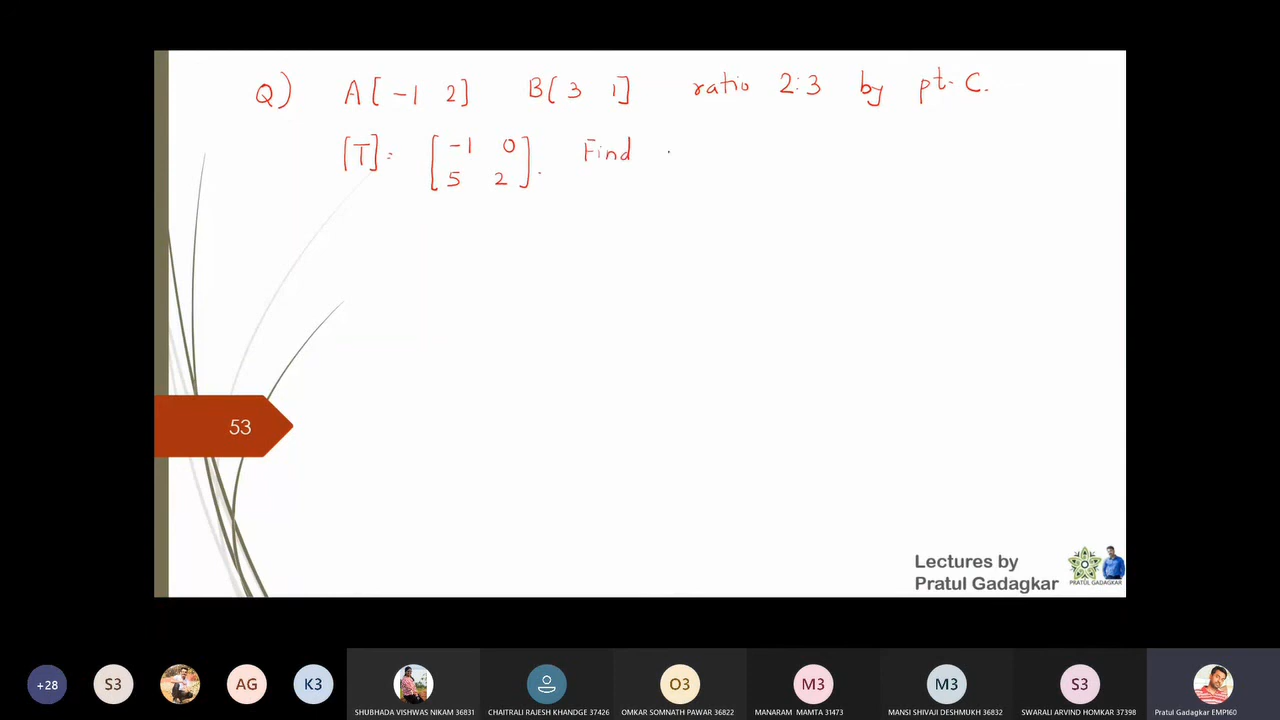 Q) A[-1 2] B[3 1] ratio 2:3 by pt. C.
[T]= [-1 0
5 2]. Find
53
Lectures by
Pratul Gadagkar
PRATUL GADAGKAR
+28 S3 AG K3 O3 M3 M3 S3
SHUBHADA VISHWAS NIKAM 36831 CHAITRALI RAJESH KHANDGE 37426 OMKAR SOMNATH PAWAR 36822 MANARAM MAMTA 31473 MANSI SHIVAJI DESHMUKH 36832 SWARALI ARVIND HOMKAR 37398 Pratul Gadagkar EMP160